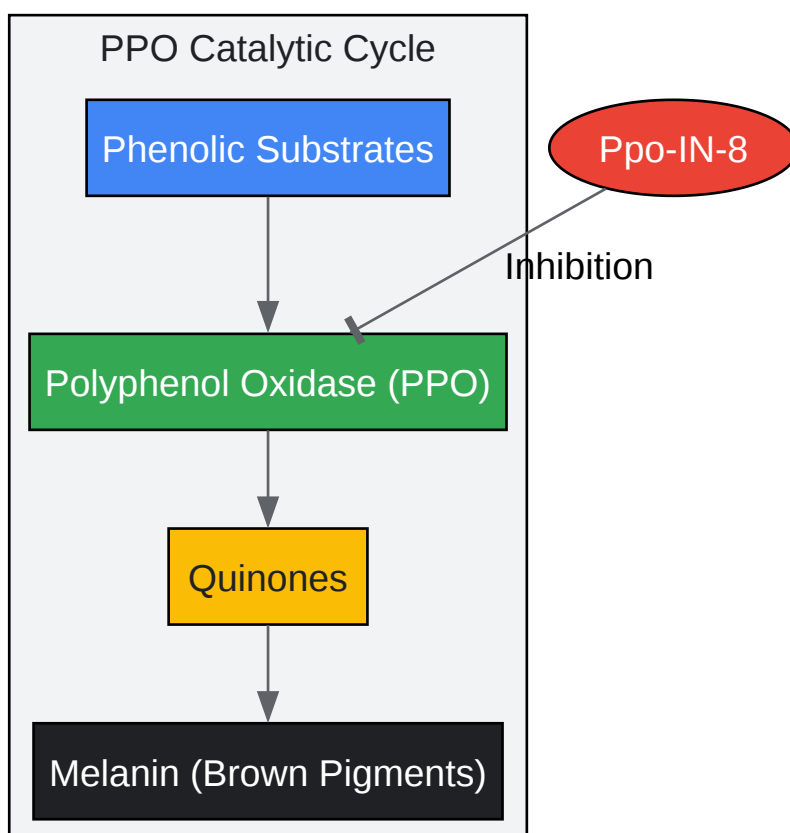 PPO Catalytic Cycle
Phenolic Substrates
Ppo-IN-8
Inhibition
Polyphenol Oxidase (PPO)
Quinones
Melanin (Brown Pigments)